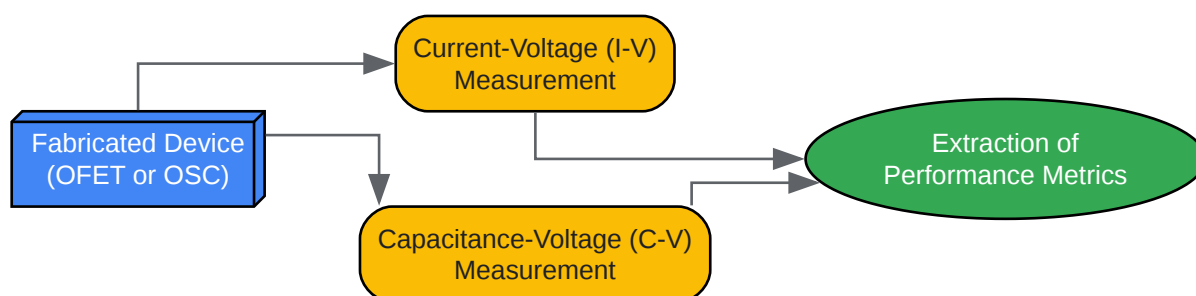 Current-Voltage (I-V)
Measurement
Fabricated Device
(OFET or OSC)
Extraction of
Performance Metrics
Capacitance-Voltage (C-V)
Measurement